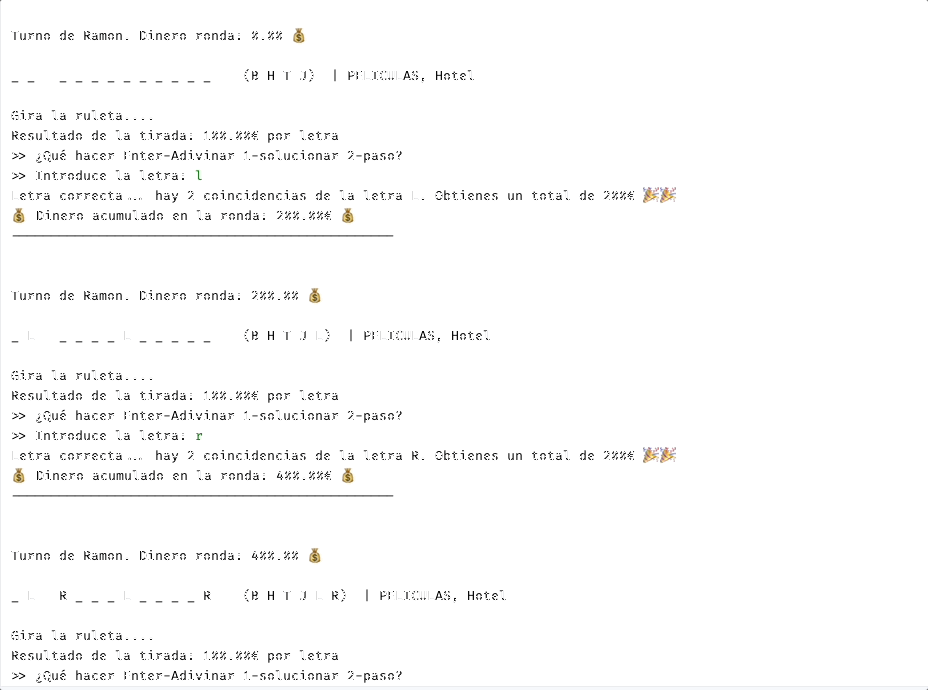 Turno de Ramon. Dinero ronda: 0.00 💰
_ _   _ _ _ _ _ _ _ _ _ _    (B H T J)  | PELICULAS, Hotel
Gira la ruleta....
Resultado de la tirada: 100.00€ por letra
>> ¿Qué hacer Enter-Adivinar 1-solucionar 2-paso?
>> Introduce la letra: l
Letra correcta... hay 2 coincidencias de la letra L. Obtienes un total de 200€ 🎉🎉
💰 Dinero acumulado en la ronda: 200.00€ 💰
Turno de Ramon. Dinero ronda: 200.00 💰
_ L   _ _ _ _ L _ _ _ _ _    (B H T J L)  | PELICULAS, Hotel
Gira la ruleta....
Resultado de la tirada: 100.00€ por letra
>> ¿Qué hacer Enter-Adivinar 1-solucionar 2-paso?
>> Introduce la letra: r
Letra correcta... hay 2 coincidencias de la letra R. Obtienes un total de 200€ 🎉🎉
💰 Dinero acumulado en la ronda: 400.00€ 💰
Turno de Ramon. Dinero ronda: 400.00 💰
_ L   R _ _ _ L _ _ _ _ R    (B H T J L R)  | PELICULAS, Hotel
Gira la ruleta....
Resultado de la tirada: 100.00€ por letra
>> ¿Qué hacer Enter-Adivinar 1-solucionar 2-paso?